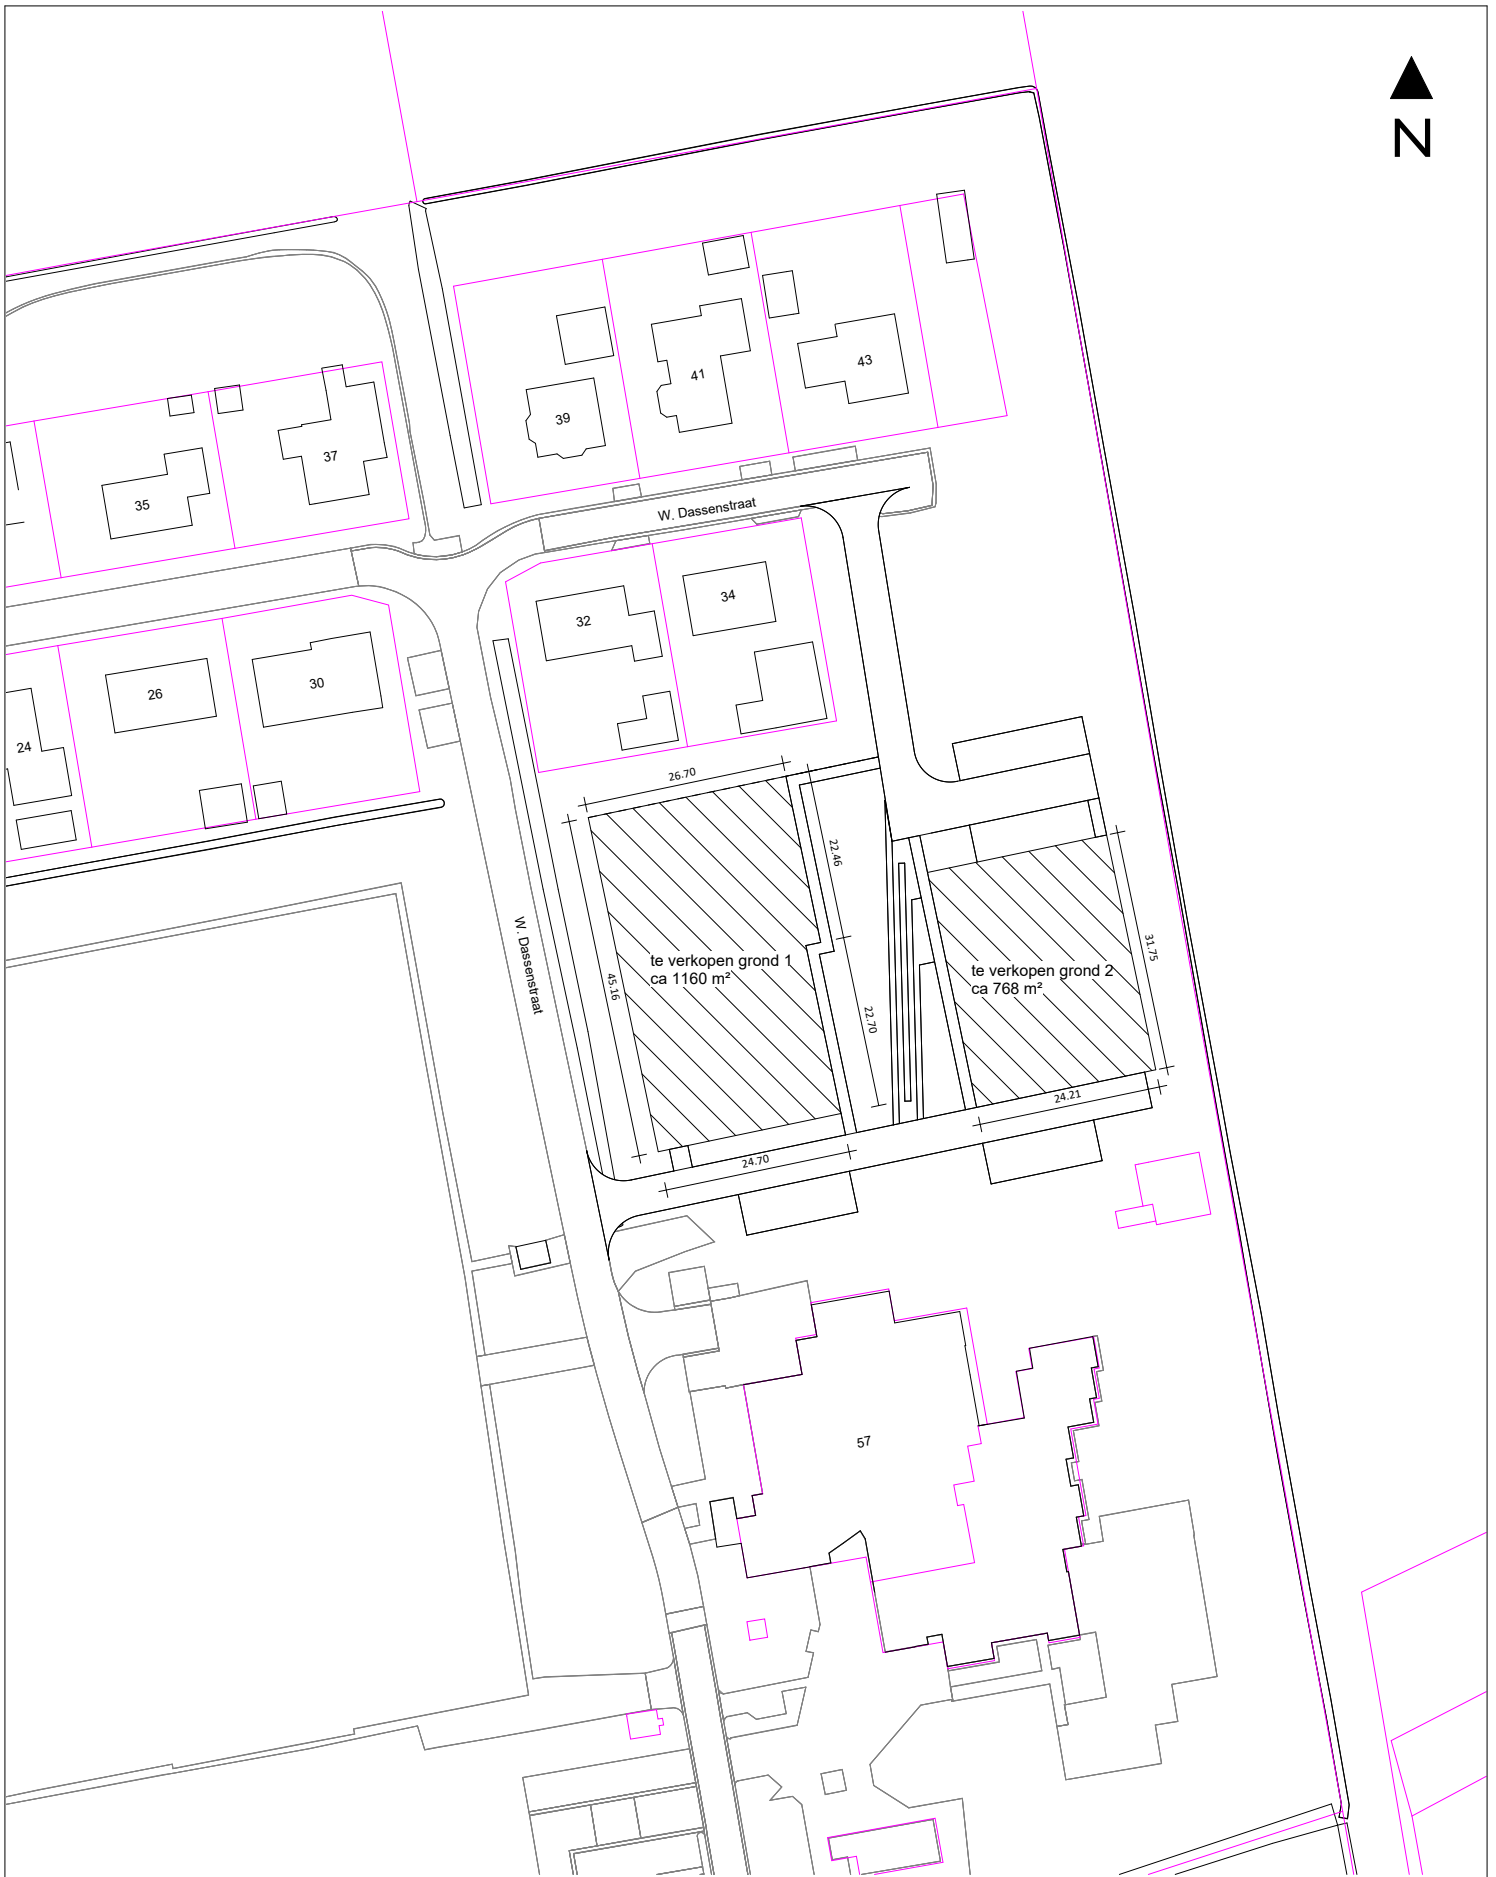 N
43
41
39
37
35
W. Dassenstraat
34
32
30
26
24
26.70
22.46
W. Dassenstraat
te verkopen grond 1
ca 1160 m²
45.16
22.70
te verkopen grond 2
ca 768 m²
31.75
24.21
24.70
57